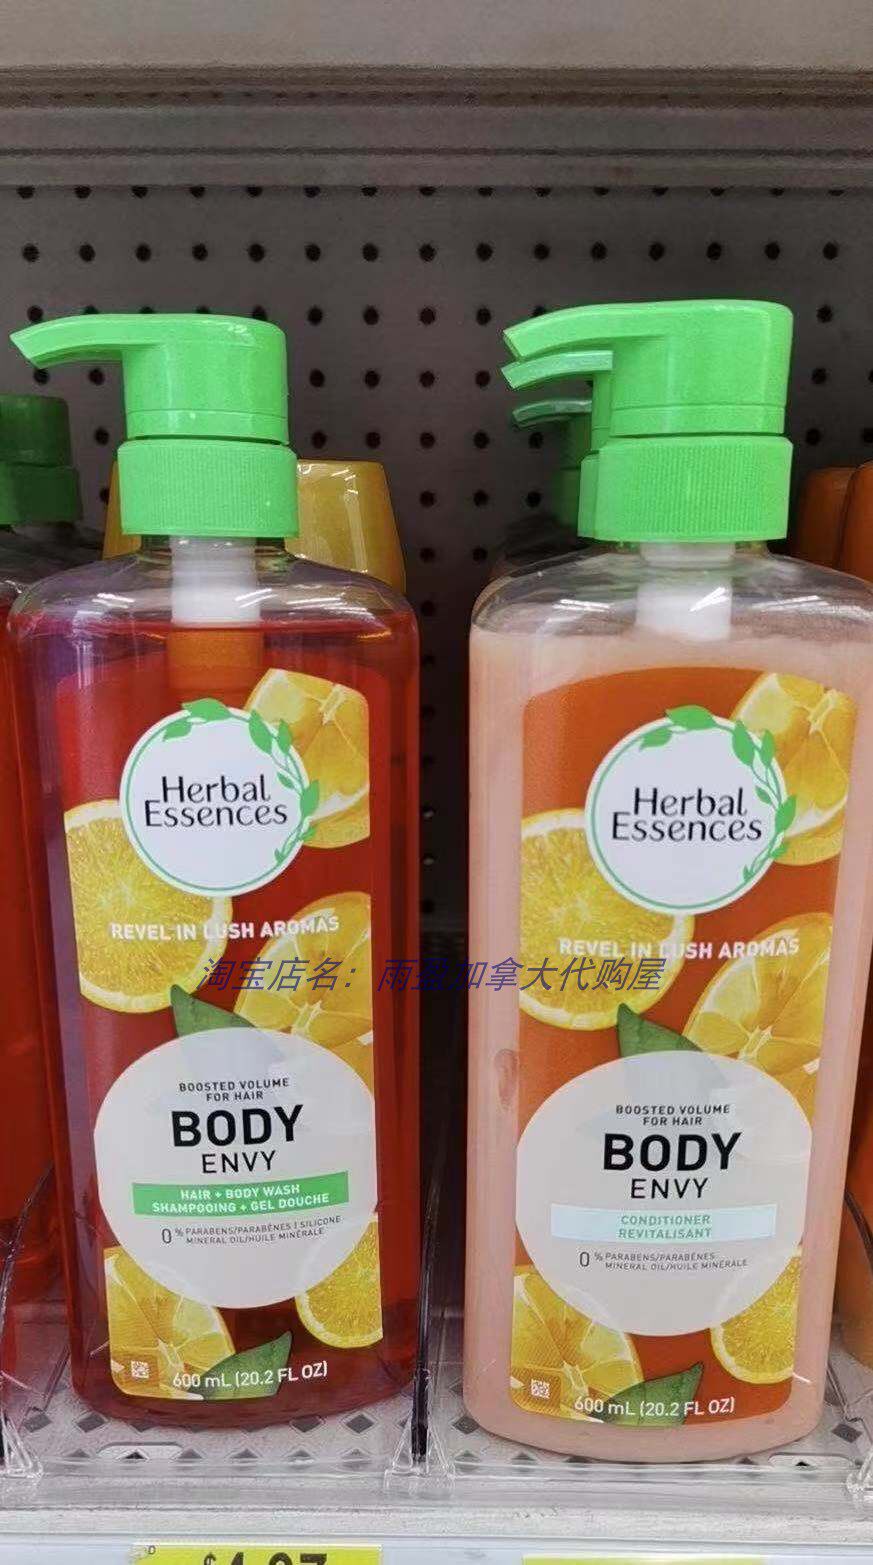 Herbal
Essences
REVEL IN LUSH AROMAS
BOOSTED VOLUME
FOR HAIR
BODY
ENVY
HAIR + BODY WASH
SHAMPOOING + GEL DOUCHE
0% PARABENS/PARABÈNES | SILICONE
MINERAL OIL/HUILE MINÉRALE
600 mL (20.2 FL OZ)
Herbal
Essences
REVEL IN LUSH AROMAS
BOOSTED VOLUME
FOR HAIR
BODY
ENVY
CONDITIONER
REVITALISANT
0% PARABENS/PARABÈNES
MINERAL OIL/HUILE MINÉRALE
600 mL (20.2 FL OZ)
淘宝店名：雨盈加拿大代购屋